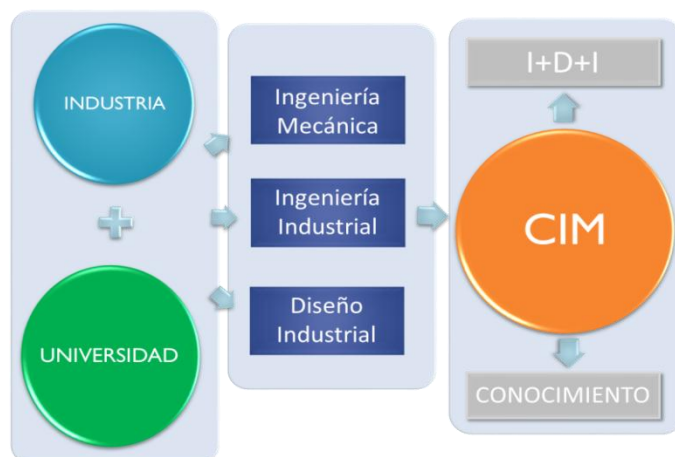 INDUSTRIA
UNIVERSIDAD
Ingeniería
Mecánica
Ingeniería
Industrial
Diseño
Industrial
I+D+I
CIM
CONOCIMIENTO